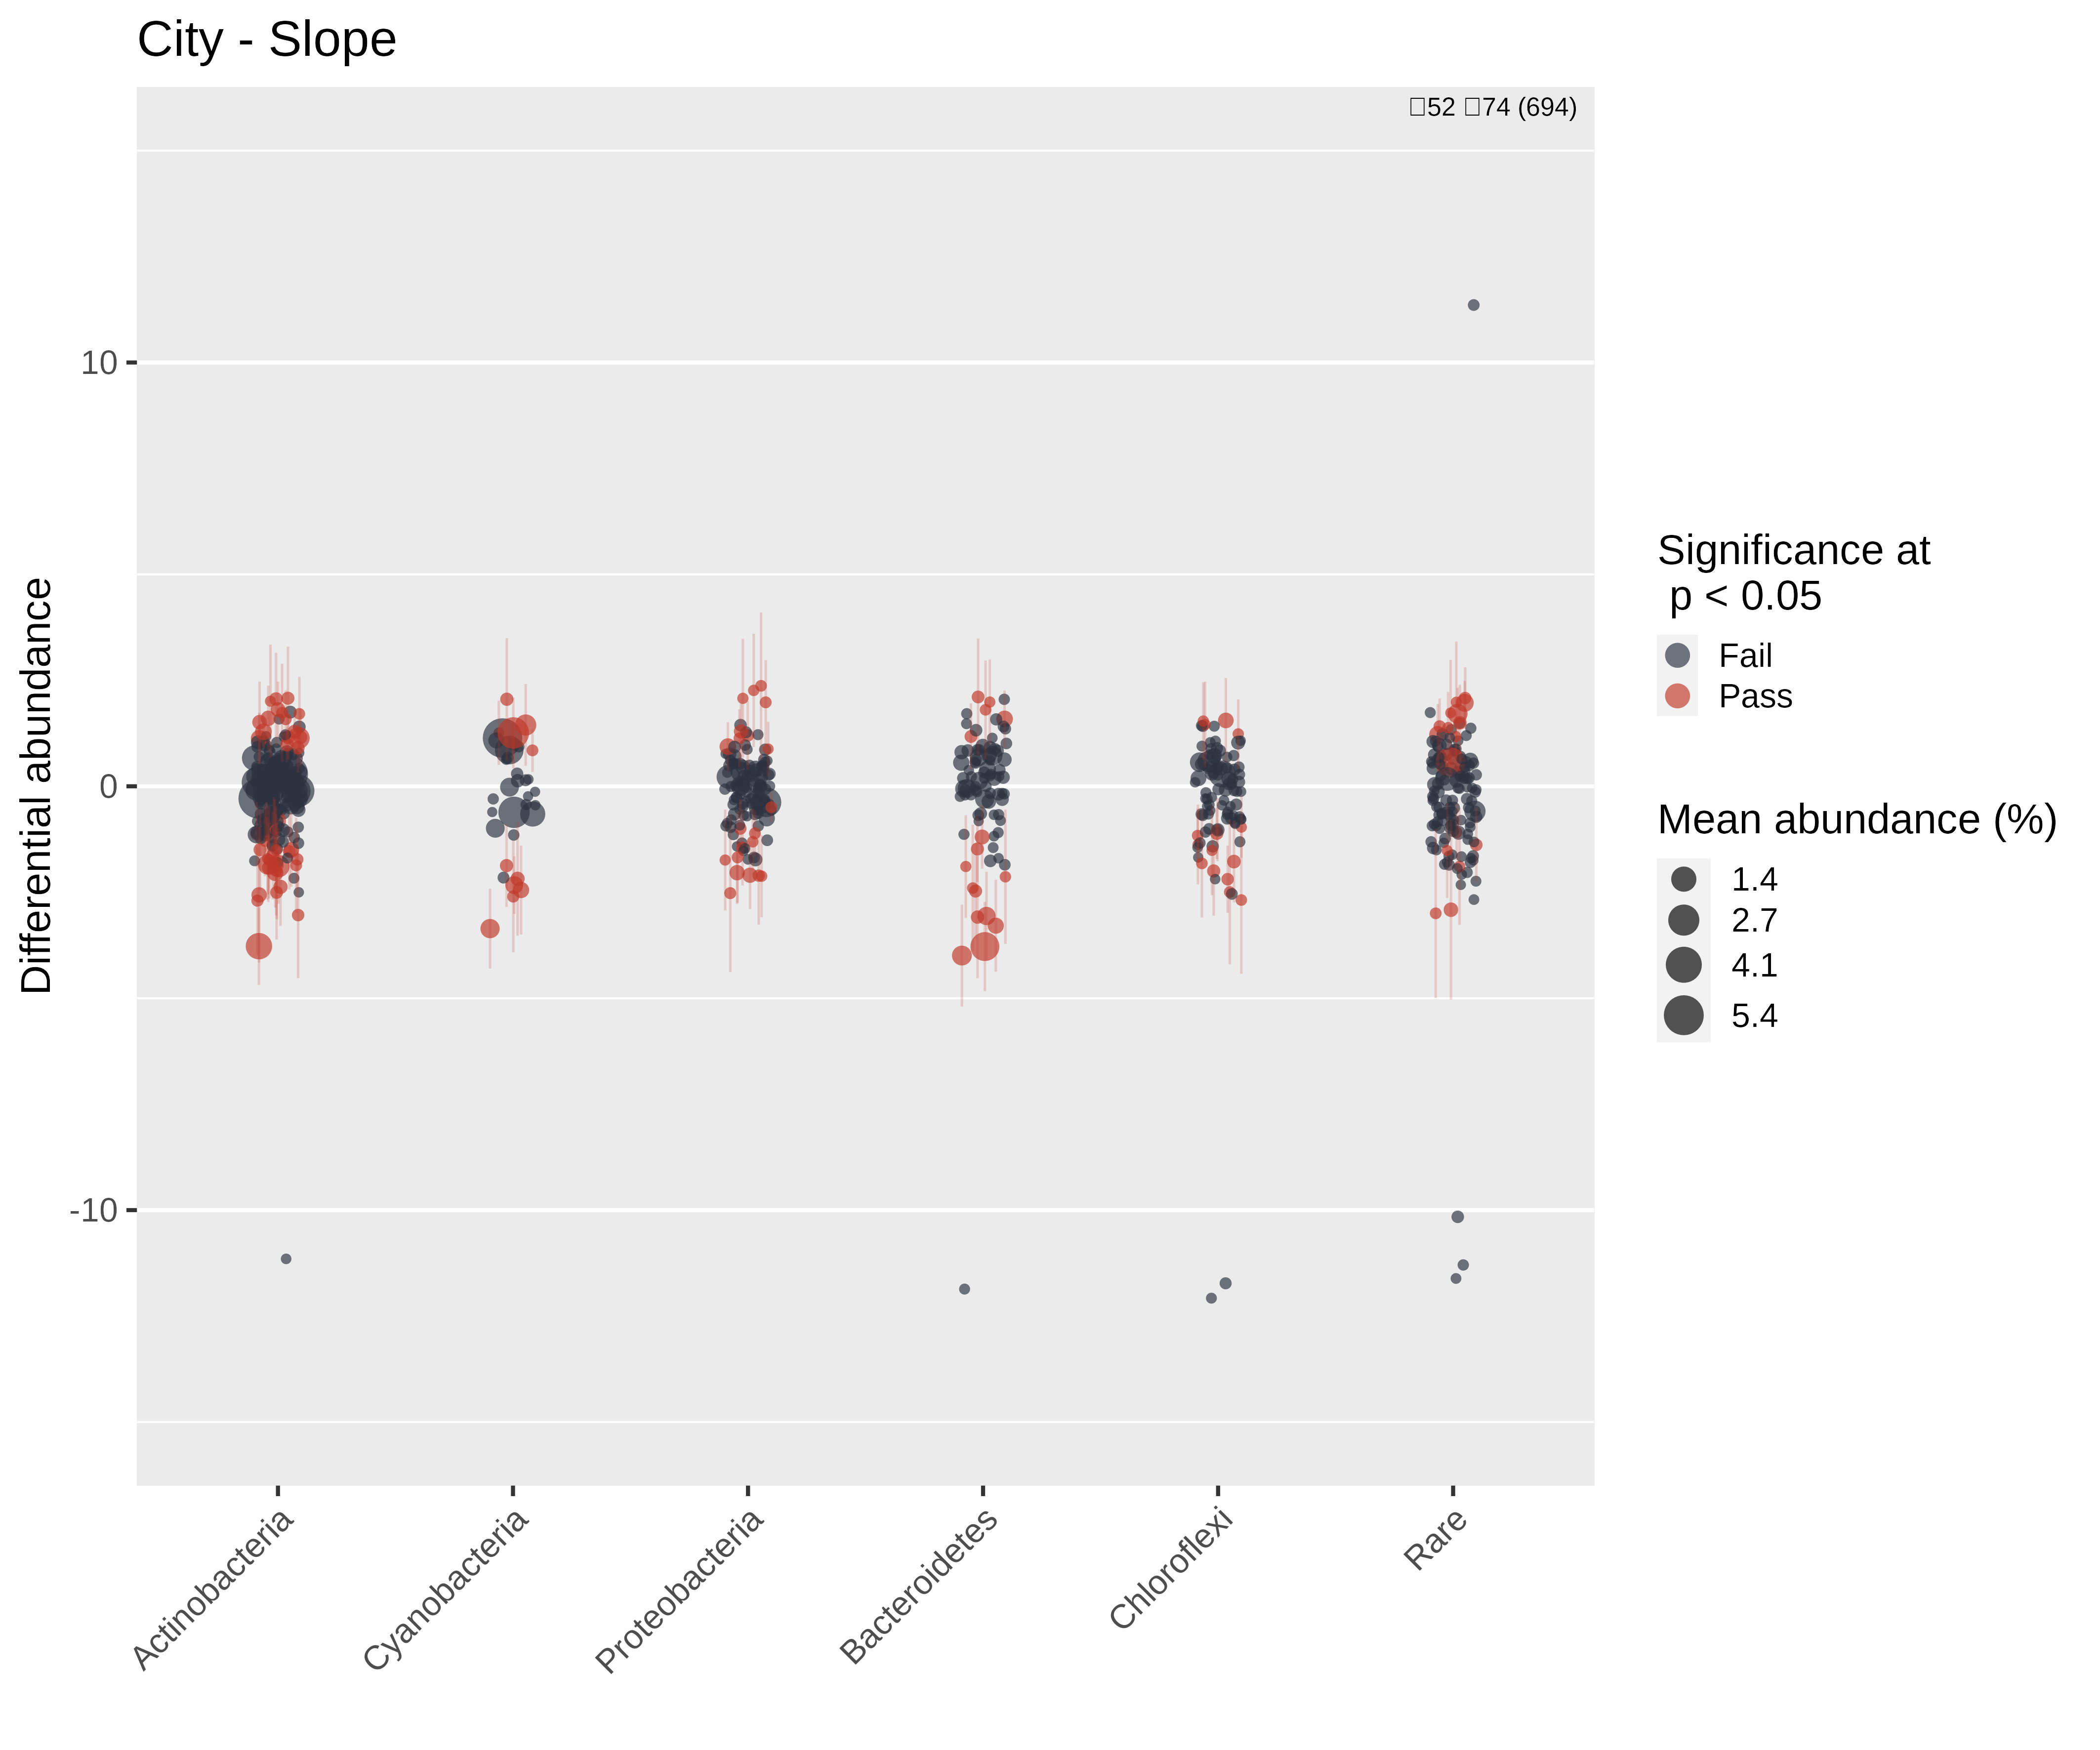 City - Slope
▯52 ▯74 (694)
Differential abundance
10
0
-10
Actinobacteria
Cyanobacteria
Proteobacteria
Bacteroidetes
Chloroflexi
Rare
Significance at
p < 0.05
Fail
Pass
Mean abundance (%)
1.4
2.7
4.1
5.4